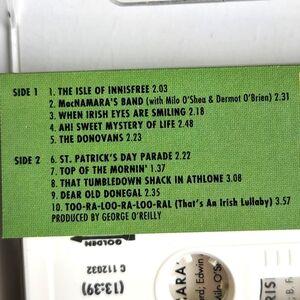 SIDE 1
1. THE ISLE OF INNISFREE 2.03
2. MacNAMARA'S BAND (with Milo O'Shea & Dermot O'Brien) 2.31
3. WHEN IRISH EYES ARE SMILING 2.18
4. AH! SWEET MYSTERY OF LIFE 2.48
5. THE DONOVANS 2.23
SIDE 2
6. ST. PATRICK'S DAY PARADE 2.22
7. TOP OF THE MORNIN' 1.37
8. THAT TUMBLEDOWN SHACK IN ATHLONE 3.08
9. DEAR OLD DONEGAL 2.35
10. TOO-RA-LOO-RA-LOO-RAL (That's An Irish Lullaby) 3.57
PRODUCED BY GEORGE O'REILLY
GOLDEN
C 112032
(13-39)